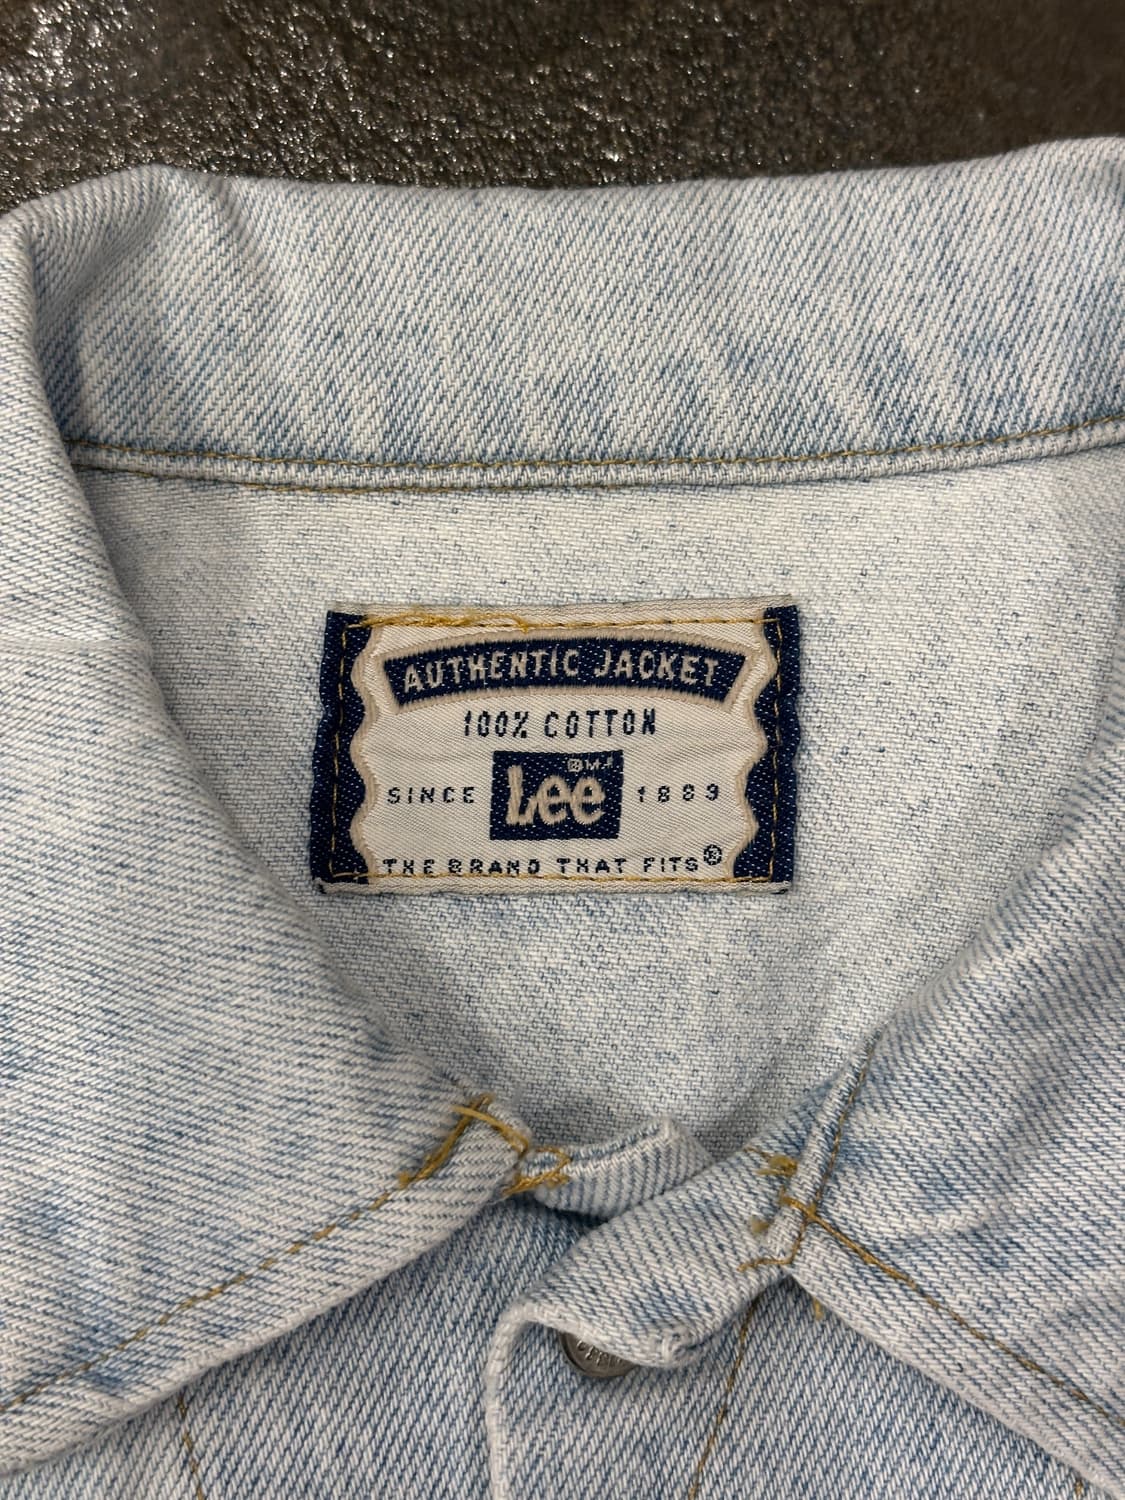 AUTHENTIC JACKET
100% COTTON
Lee
SINCE 1889
THE BRAND THAT FITS®